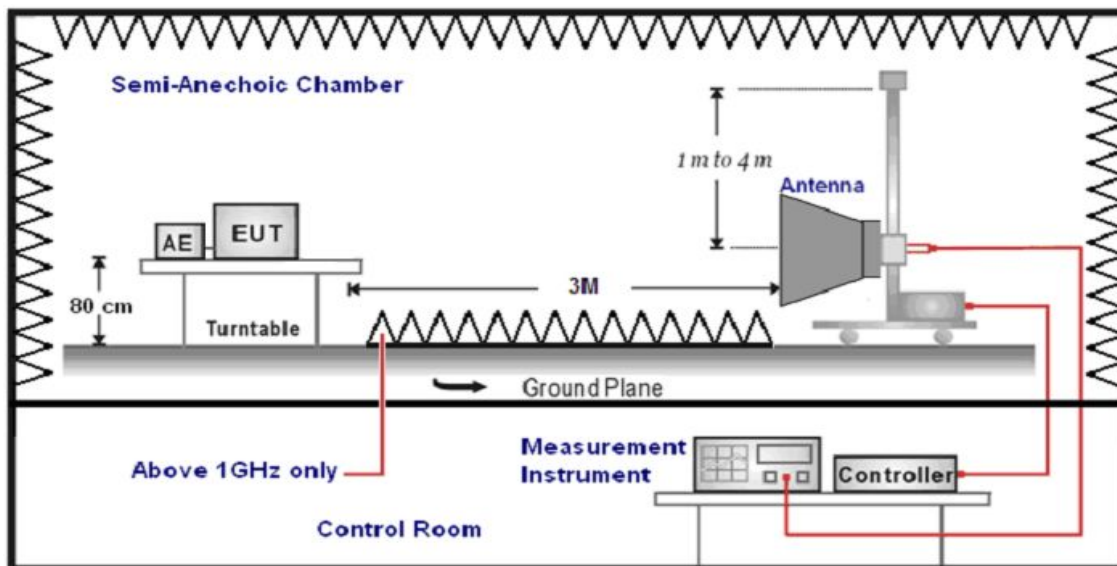 Semi-Anechoic Chamber
1 m to 4 m
Antenna
AE
EUT
80 cm
3M
Turntable
Ground Plane
Above 1GHz only
Measurement
Instrument
Controller
Control Room